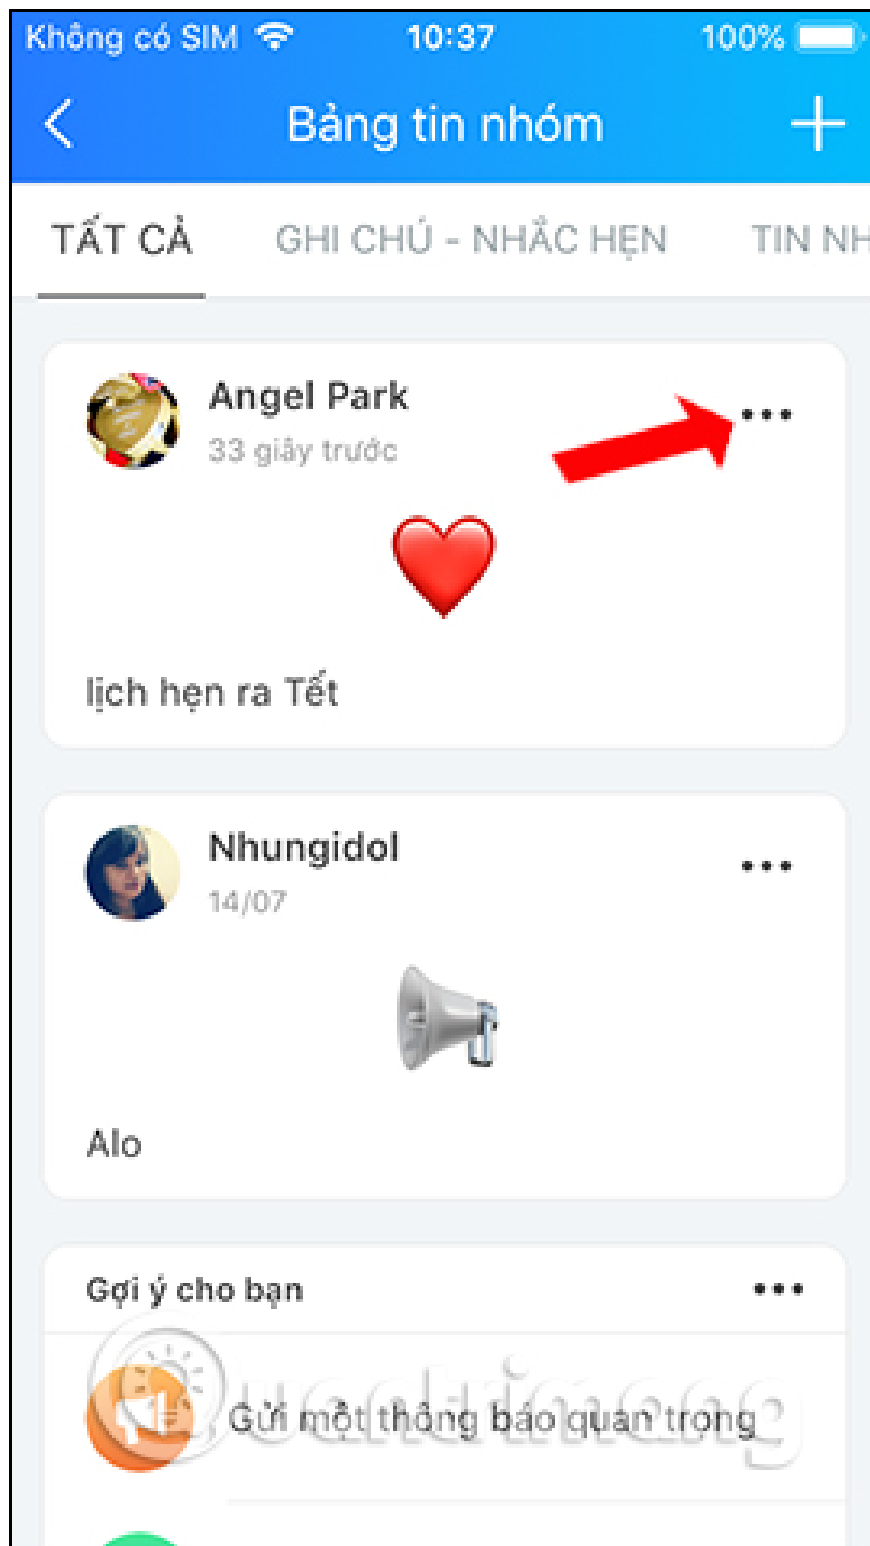 Không có SIM 10:37 100%
Bảng tin nhóm
TẤT CẢ GHI CHÚ - NHẮC HẸN TIN NH
Angel Park
33 giây trước
lịch hẹn ra Tết
Nhungidol
14/07
Alo
Gợi ý cho bạn
Gửi một thông báo quan trọng
uantrimang